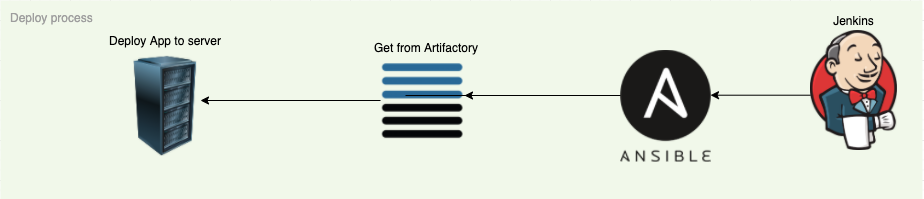 Deploy process
Jenkins
Deploy App to server
Get from Artifactory
ANSIBLE